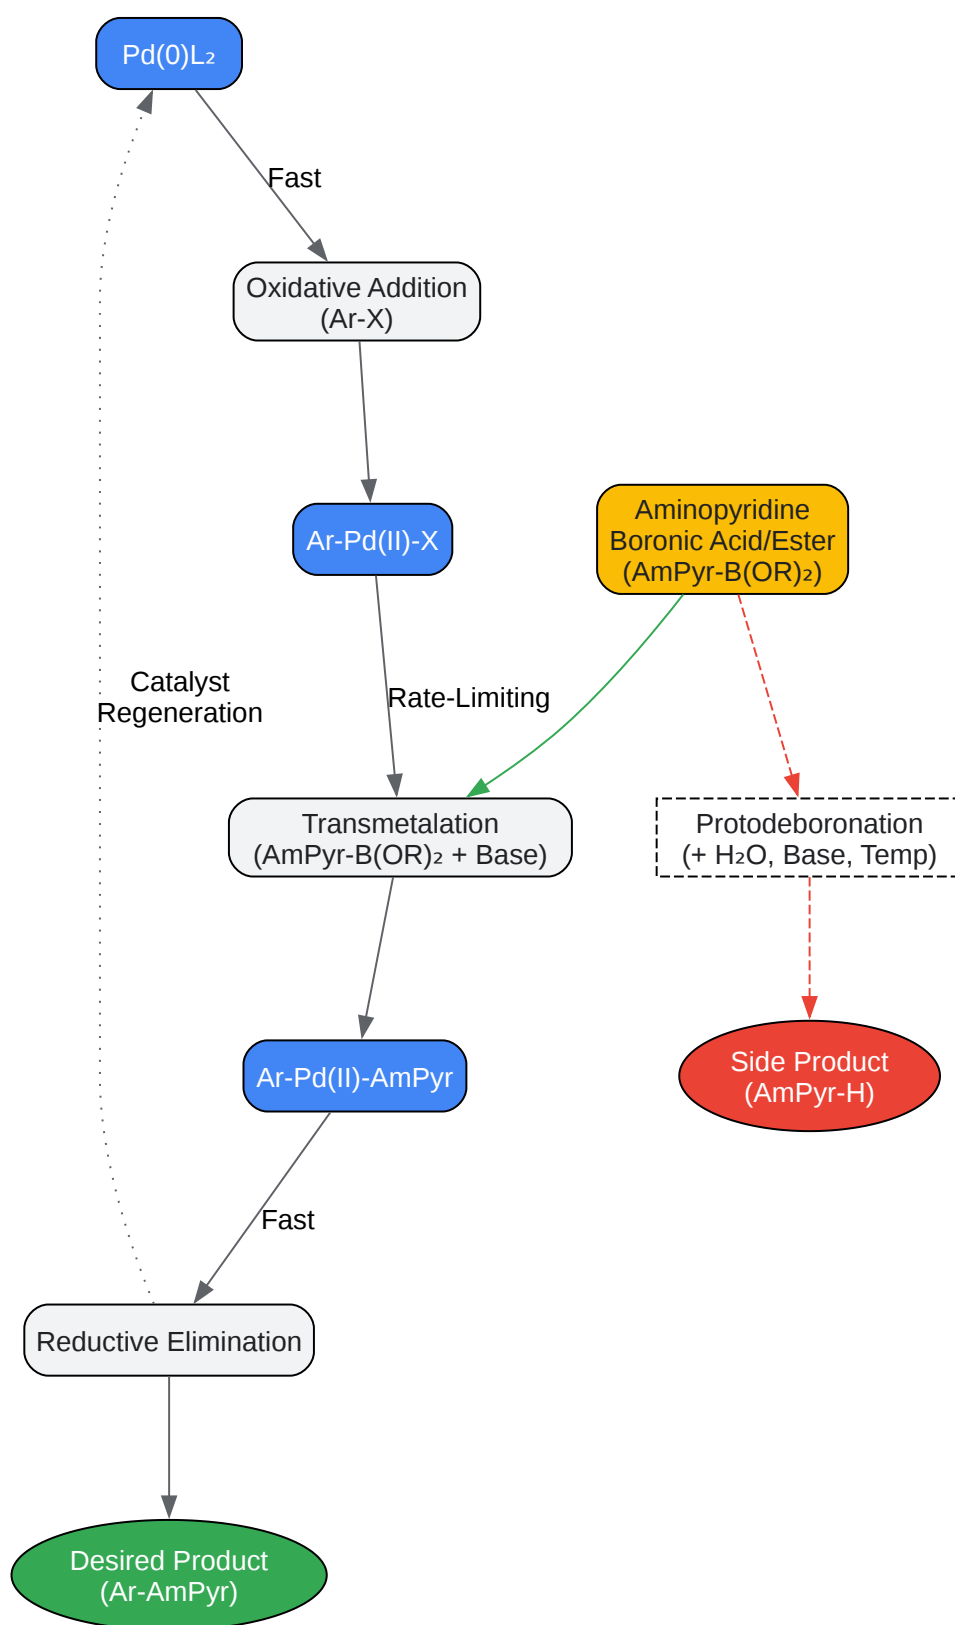 Pd(0)L₂
Fast
Oxidative Addition
(Ar-X)
Ar-Pd(II)-X
Aminopyridine
Boronic Acid/Ester
(AmPyr-B(OR)₂)
Catalyst
Regeneration
Rate-Limiting
Transmetalation
(AmPyr-B(OR)₂ + Base)
Protodeboronation
(+ H₂O, Base, Temp)
Ar-Pd(II)-AmPyr
Side Product
(AmPyr-H)
Fast
Reductive Elimination
Desired Product
(Ar-AmPyr)